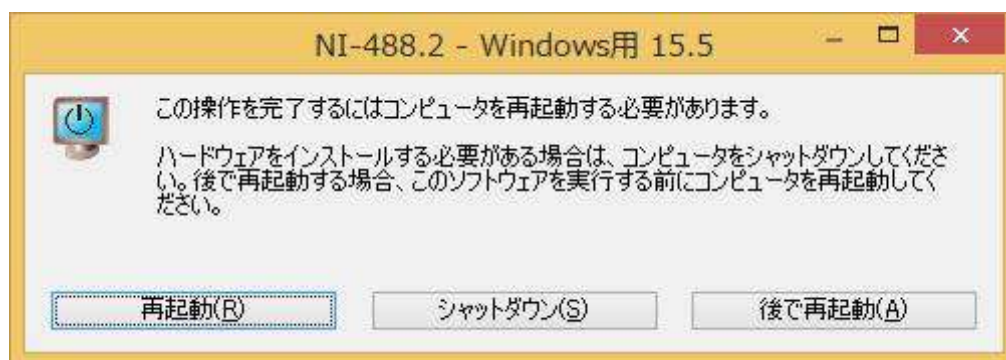 NI-488.2 - Windows用 15.5
この操作を完了するにはコンピュータを再起動する必要があります。
ハードウェアをインストールする必要がある場合は、コンピュータをシャットダウンしてくださ
い。後で再起動する場合、このソフトウェアを実行する前にコンピュータを再起動してく
ださい。
再起動(R) シャットダウン(S) 後で再起動(A)